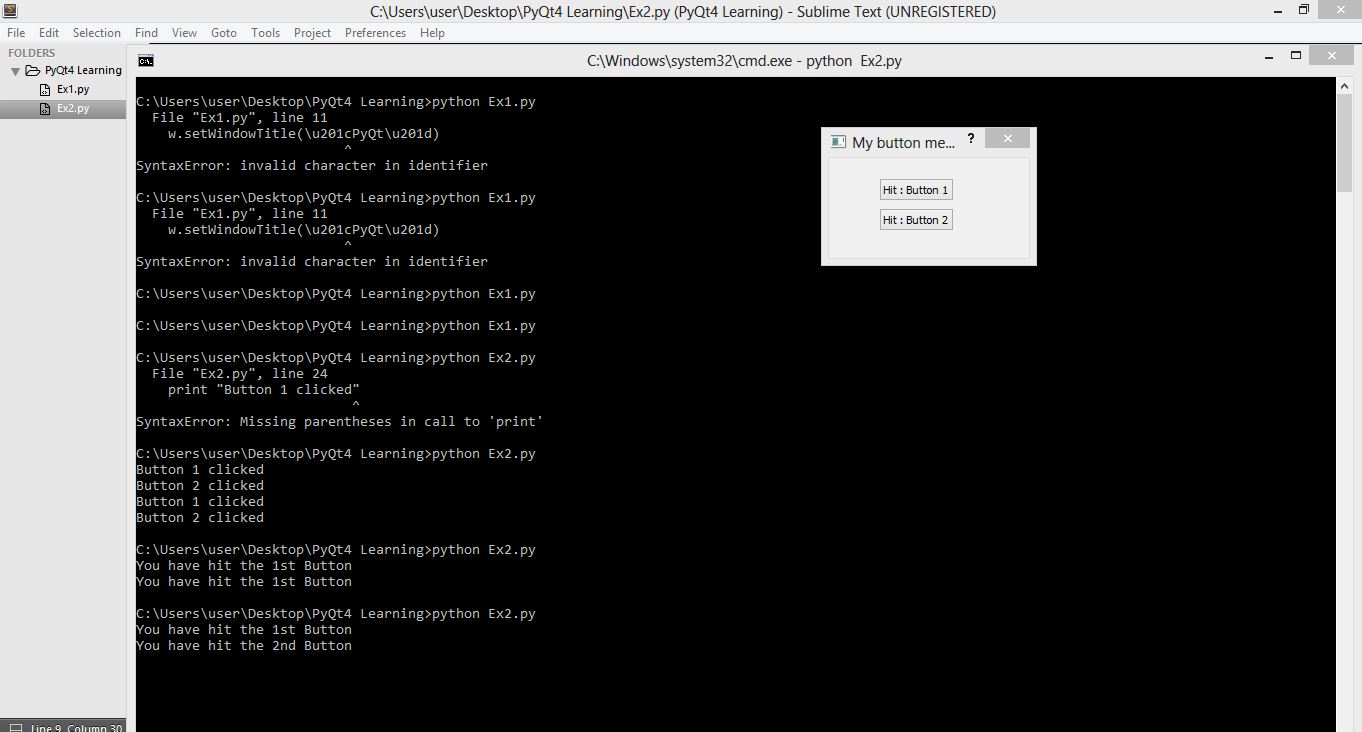 C:\Users\user\Desktop\PyQt4 Learning\Ex2.py (PyQt4 Learning) - Sublime Text (UNREGISTERED)
File Edit Selection Find View Goto Tools Project Preferences Help
FOLDERS
PyQt4 Learning
Ex1.py
Ex2.py
C:\Windows\system32\cmd.exe - python  Ex2.py
C:\Users\user\Desktop\PyQt4 Learning>python Ex1.py
  File "Ex1.py", line 11
    w.setWindowTitle(\u201cPyQt\u201d)
                          ^
SyntaxError: invalid character in identifier
C:\Users\user\Desktop\PyQt4 Learning>python Ex1.py
  File "Ex1.py", line 11
    w.setWindowTitle(\u201cPyQt\u201d)
                          ^
SyntaxError: invalid character in identifier
C:\Users\user\Desktop\PyQt4 Learning>python Ex1.py
C:\Users\user\Desktop\PyQt4 Learning>python Ex1.py
C:\Users\user\Desktop\PyQt4 Learning>python Ex2.py
  File "Ex2.py", line 24
    print "Button 1 clicked"
                           ^
SyntaxError: Missing parentheses in call to 'print'
C:\Users\user\Desktop\PyQt4 Learning>python Ex2.py
Button 1 clicked
Button 2 clicked
Button 1 clicked
Button 2 clicked
C:\Users\user\Desktop\PyQt4 Learning>python Ex2.py
You have hit the 1st Button
You have hit the 1st Button
C:\Users\user\Desktop\PyQt4 Learning>python Ex2.py
You have hit the 1st Button
You have hit the 2nd Button
My button me... ?
Hit : Button 1
Hit : Button 2
Line 9, Column 30